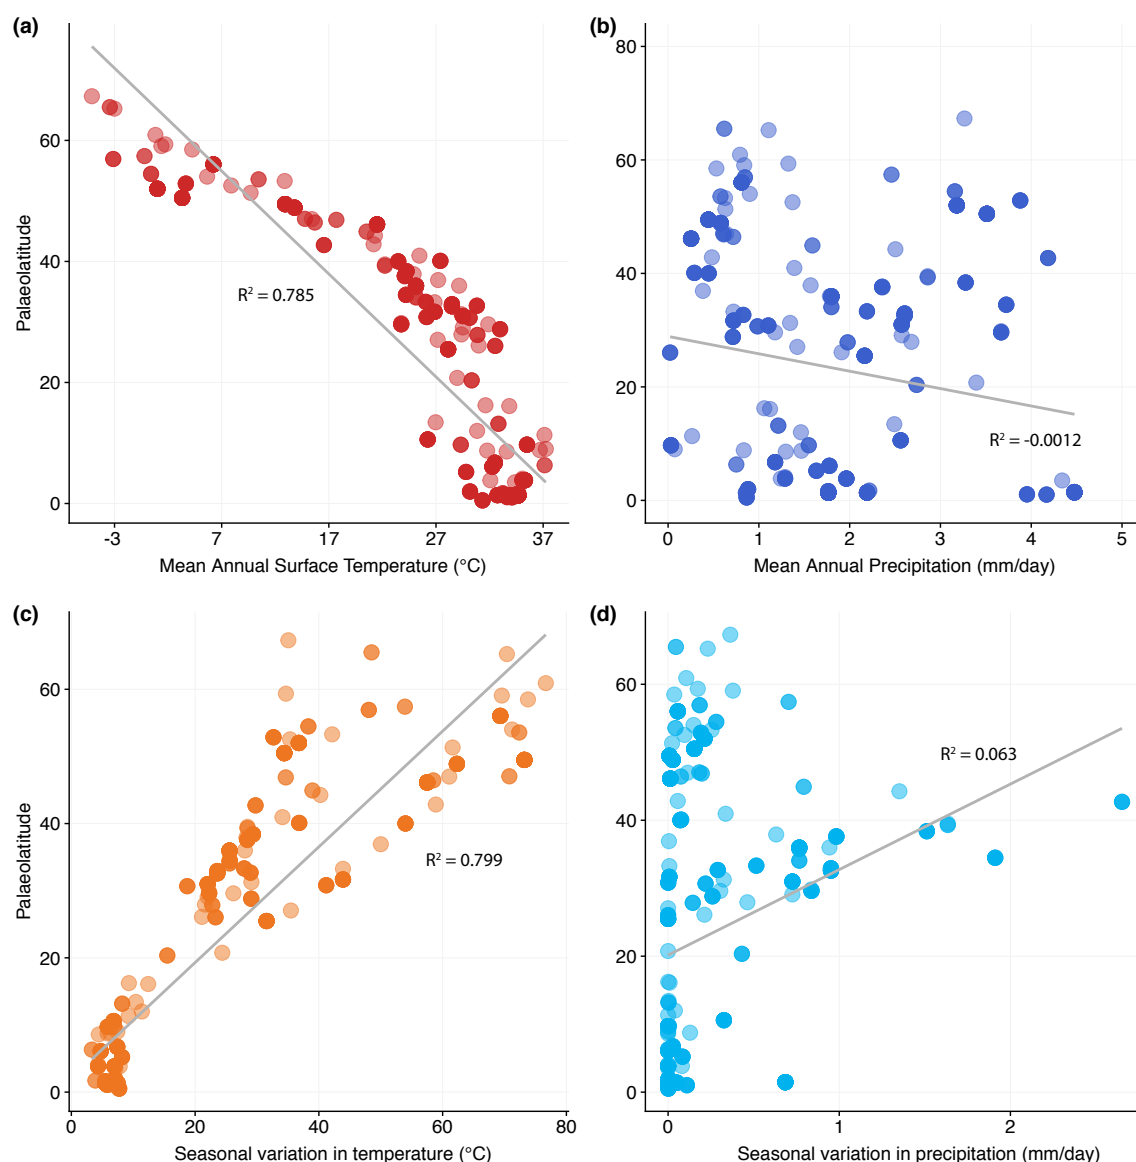 (a)
Palaeolatitude
60
40
20
0
R² = 0.785
-3 7 17 27 37
Mean Annual Surface Temperature (°C)
(b)
80
60
40
20
0
R² = -0.0012
0 1 2 3 4 5
Mean Annual Precipitation (mm/day)
(c)
Palaeolatitude
60
40
20
0
R² = 0.799
0 20 40 60 80
Seasonal variation in temperature (°C)
(d)
60
40
20
0
R² = 0.063
0 1 2
Seasonal variation in precipitation (mm/day)